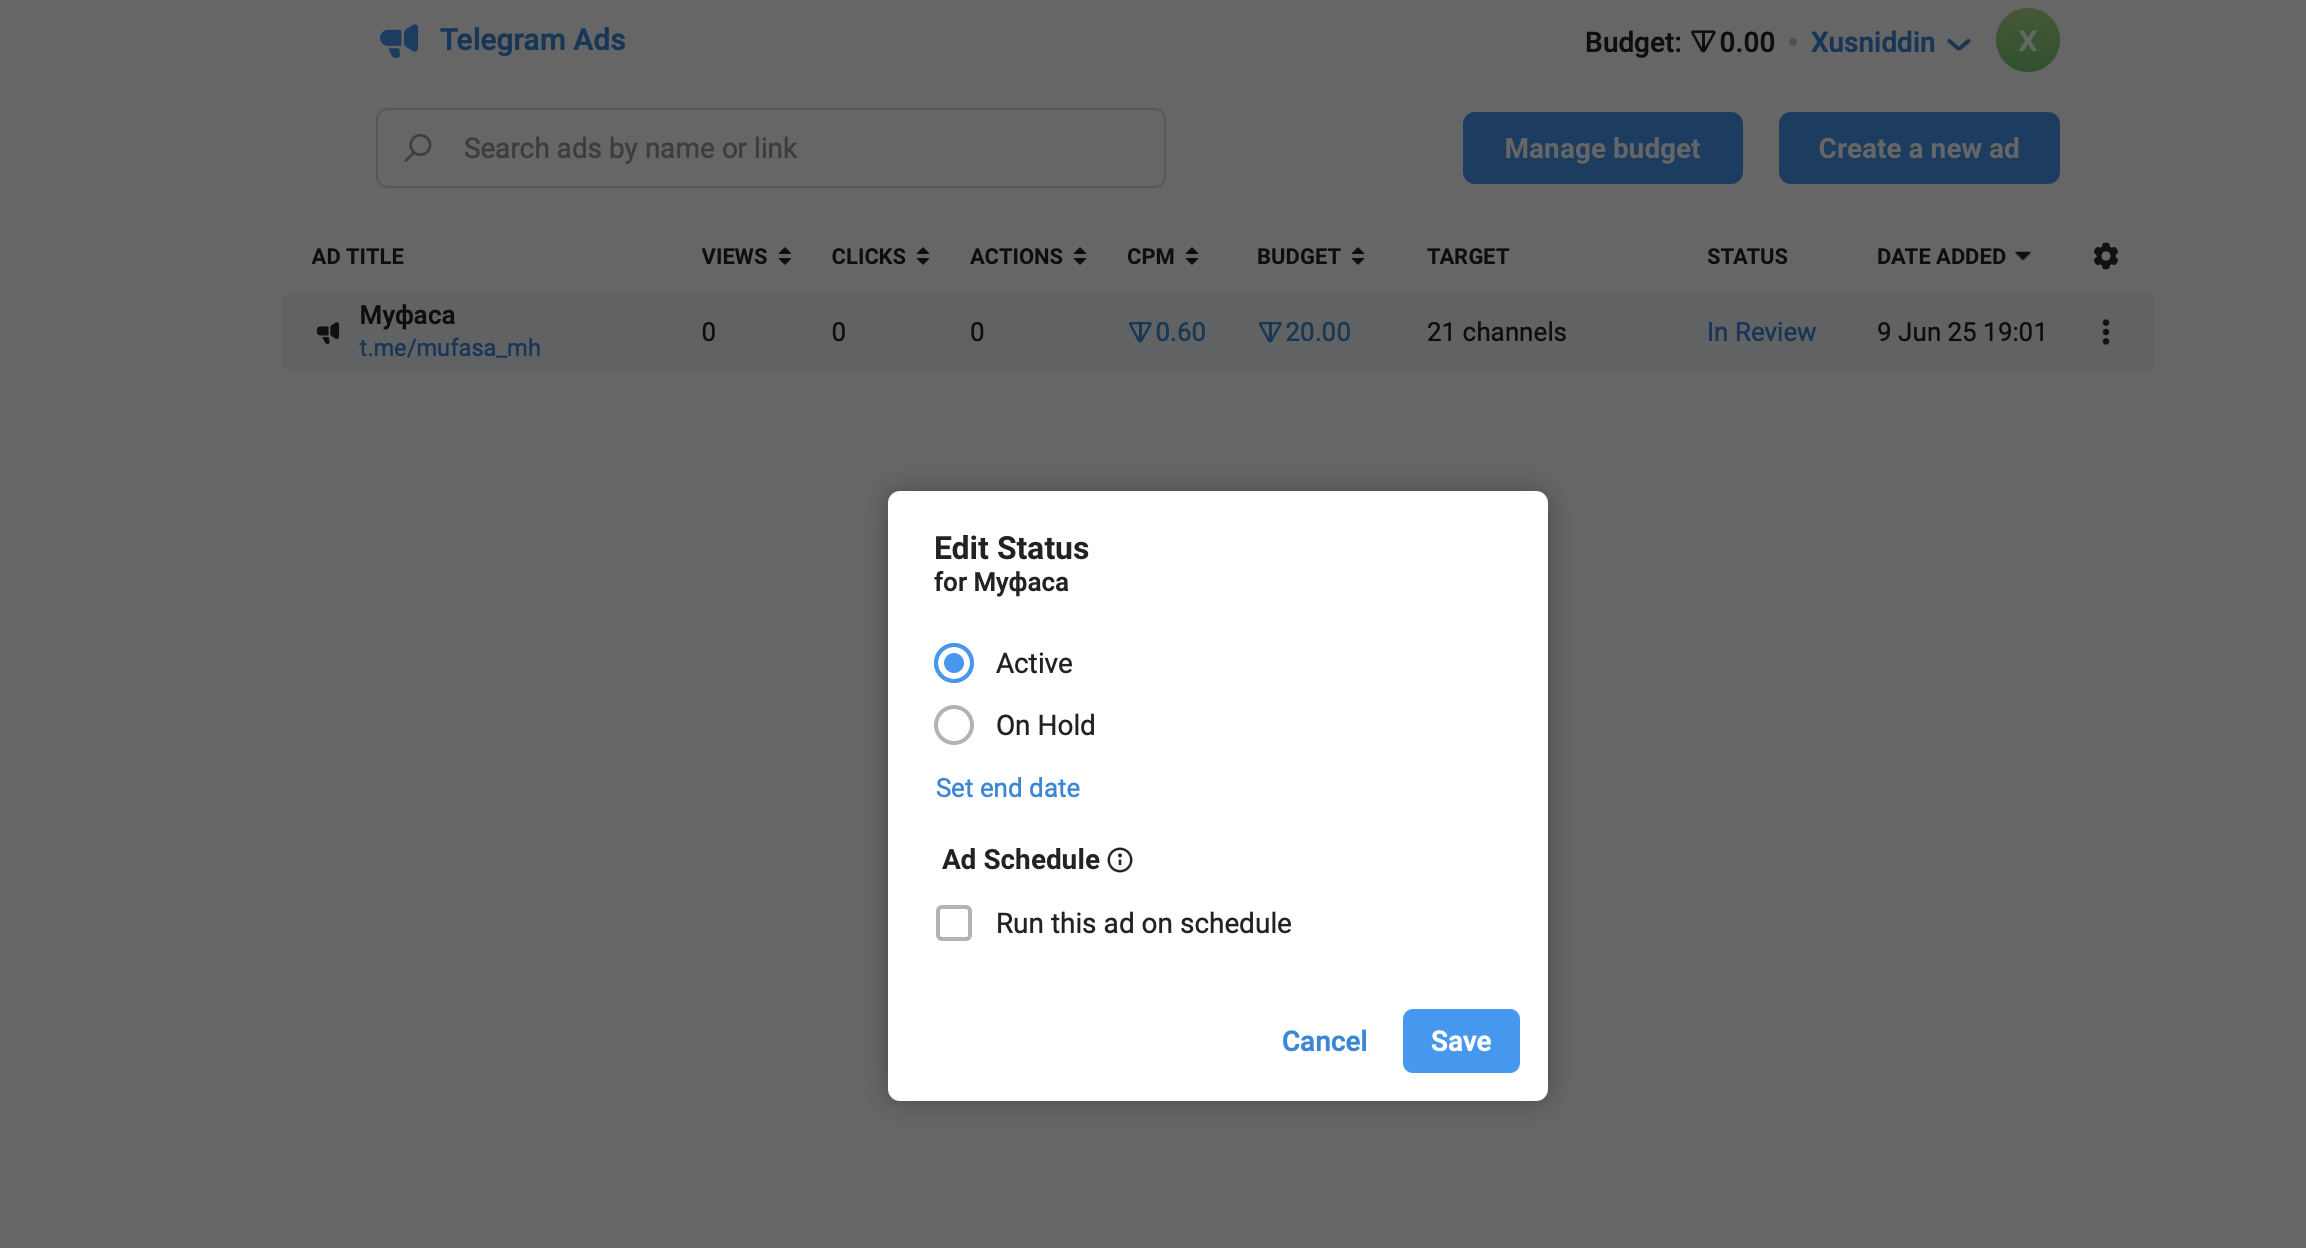 Telegram Ads
Budget: 0.00 • Xusniddin
X
Search ads by name or link
Manage budget
Create a new ad
AD TITLE VIEWS CLICKS ACTIONS CPM BUDGET TARGET STATUS DATE ADDED
Муфаса
t.me/mufasa_mh
0 0 0 0.60 20.00 21 channels In Review 9 Jun 25 19:01
Edit Status
for Муфаса
Active
On Hold
Set end date
Ad Schedule
Run this ad on schedule
Cancel
Save